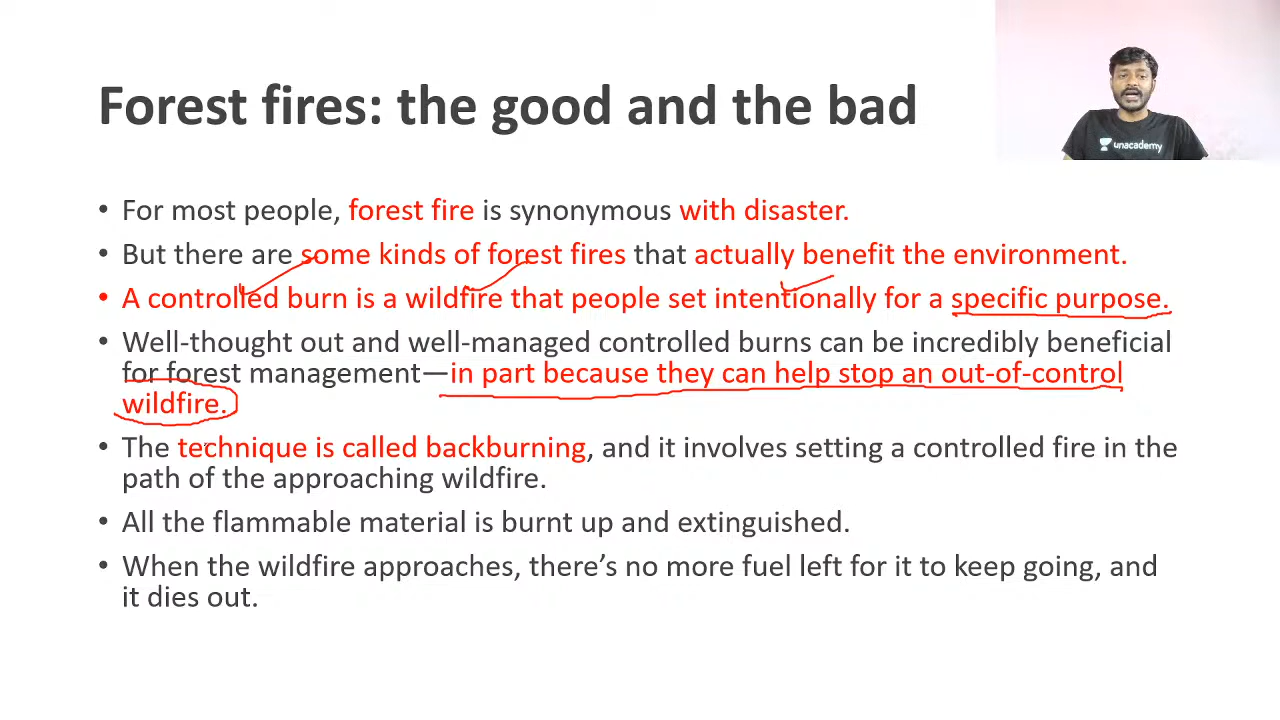 Forest fires: the good and the bad
unacademy
• For most people, forest fire is synonymous with disaster.
• But there are some kinds of forest fires that actually benefit the environment.
• A controlled burn is a wildfire that people set intentionally for a specific purpose.
• Well-thought out and well-managed controlled burns can be incredibly beneficial
for forest management—in part because they can help stop an out-of-control
wildfire.
• The technique is called backburning, and it involves setting a controlled fire in the
path of the approaching wildfire.
• All the flammable material is burnt up and extinguished.
• When the wildfire approaches, there’s no more fuel left for it to keep going, and
it dies out.